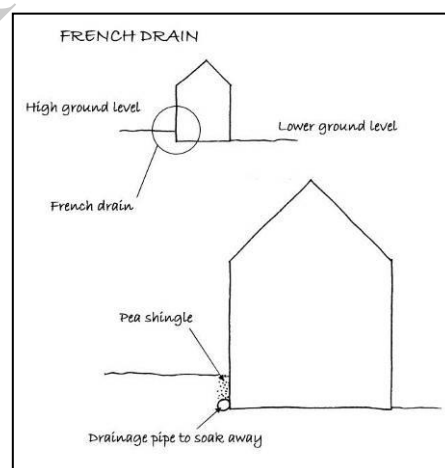 FRENCH DRAIN
High ground level
Lower ground level
French drain
Pea shingle
Drainage pipe to soak away